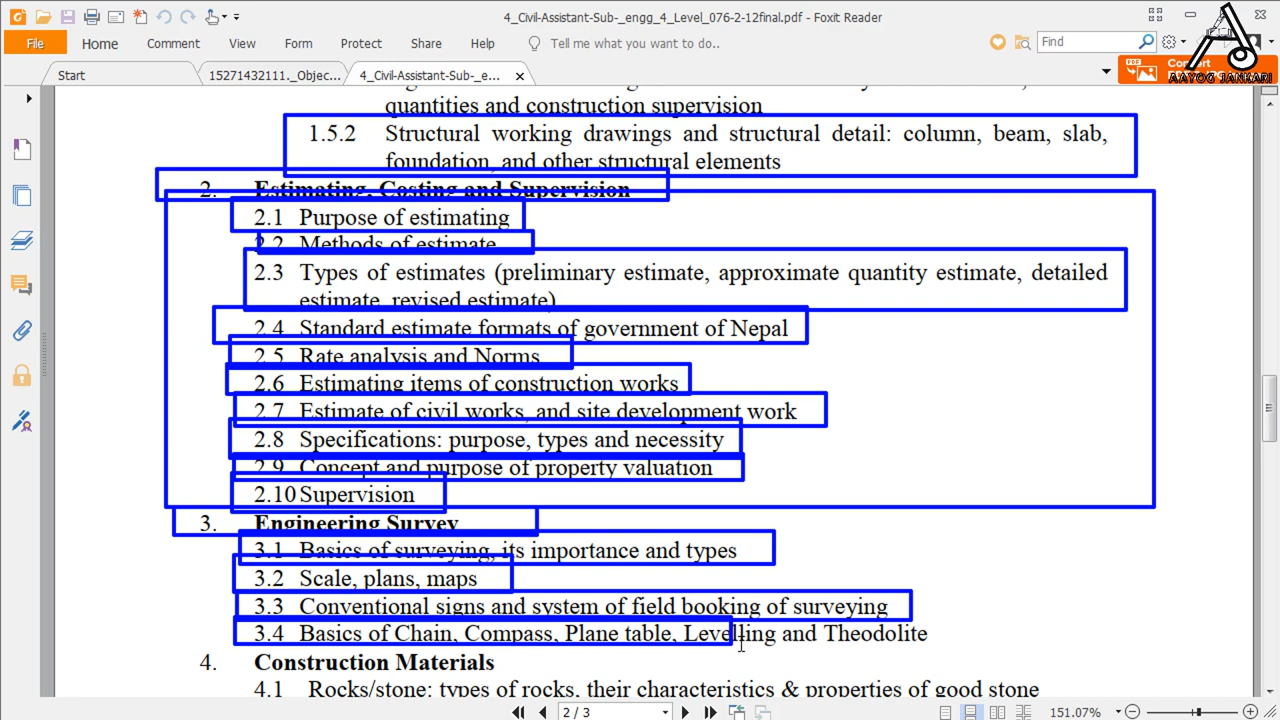 4_Civil-Assistant-Sub-_engg_4_Level_076-2-12final.pdf - Foxit Reader
File Home Comment View Form Protect Share Help Tell me what you want to do.. Find
Start 15271432111._Objec... 4_Civil-Assistant-Sub-_e... Convert
AAYOG JANKARI
quantities and construction supervision
1.5.2 Structural working drawings and structural detail: column, beam, slab,
foundation, and other structural elements
2. Estimating, Costing and Supervision
2.1 Purpose of estimating
2.2 Methods of estimate
2.3 Types of estimates (preliminary estimate, approximate quantity estimate, detailed
estimate, revised estimate)
2.4 Standard estimate formats of government of Nepal
2.5 Rate analysis and Norms
2.6 Estimating items of construction works
2.7 Estimate of civil works, and site development work
2.8 Specifications: purpose, types and necessity
2.9 Concept and purpose of property valuation
2.10 Supervision
3. Engineering Survey
3.1 Basics of surveying, its importance and types
3.2 Scale, plans, maps
3.3 Conventional signs and system of field booking of surveying
3.4 Basics of Chain, Compass, Plane table, Levelling and Theodolite
4. Construction Materials
4.1 Rocks/stone: types of rocks, their characteristics & properties of good stone
2 / 3 151.07%